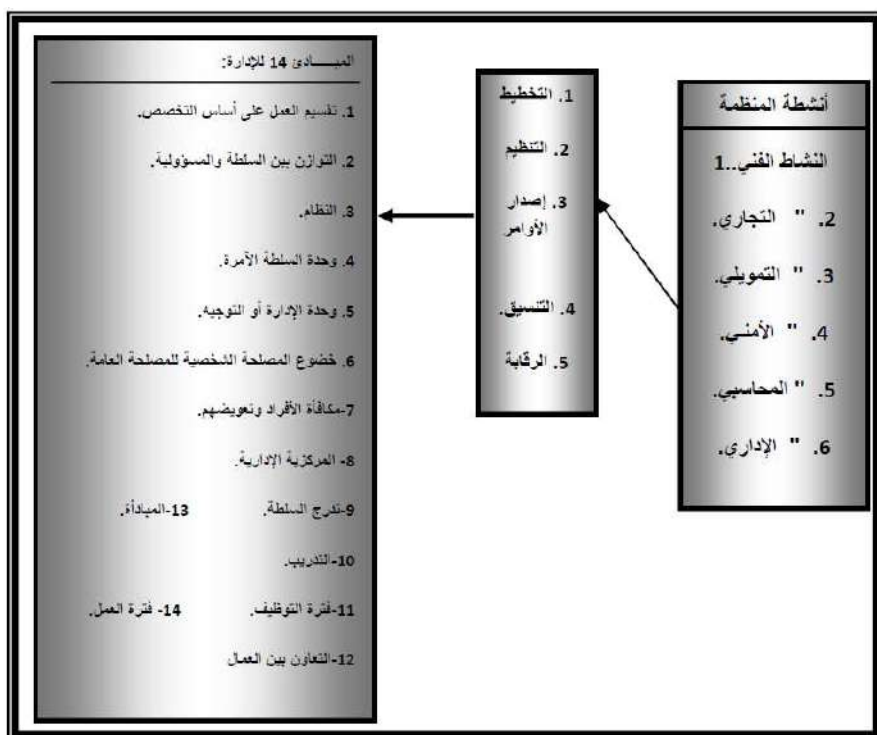 أنشطة المنظمة
النشاط الفني..1
2. " التجاري.
3. " التمويلي.
4. " الأمني.
5. " المحاسبي.
6. " الإداري.
1. التخطيط
2. التنظيم
3. إصدار
الأوامر
4. التنسيق.
5. الرقابة
المبـــادئ 14 للإدارة:
1. تقسيم العمل على أساس التخصص.
2. التوازن بين السلطة والمسؤولية.
3. النظام.
4. وحدة السلطة الآمرة.
5. وحدة الإدارة أو التوجيه.
6. خضوع المصلحة الشخصية للمصلحة العامة.
7-مكافأة الأفراد وتعويضهم.
8- المركزية الإدارية.
9-تدرج السلطة. 13-المبادأة.
10-التدريب.
11-فترة التوظيف. 14- فترة العمل.
12-التعاون بين العمال